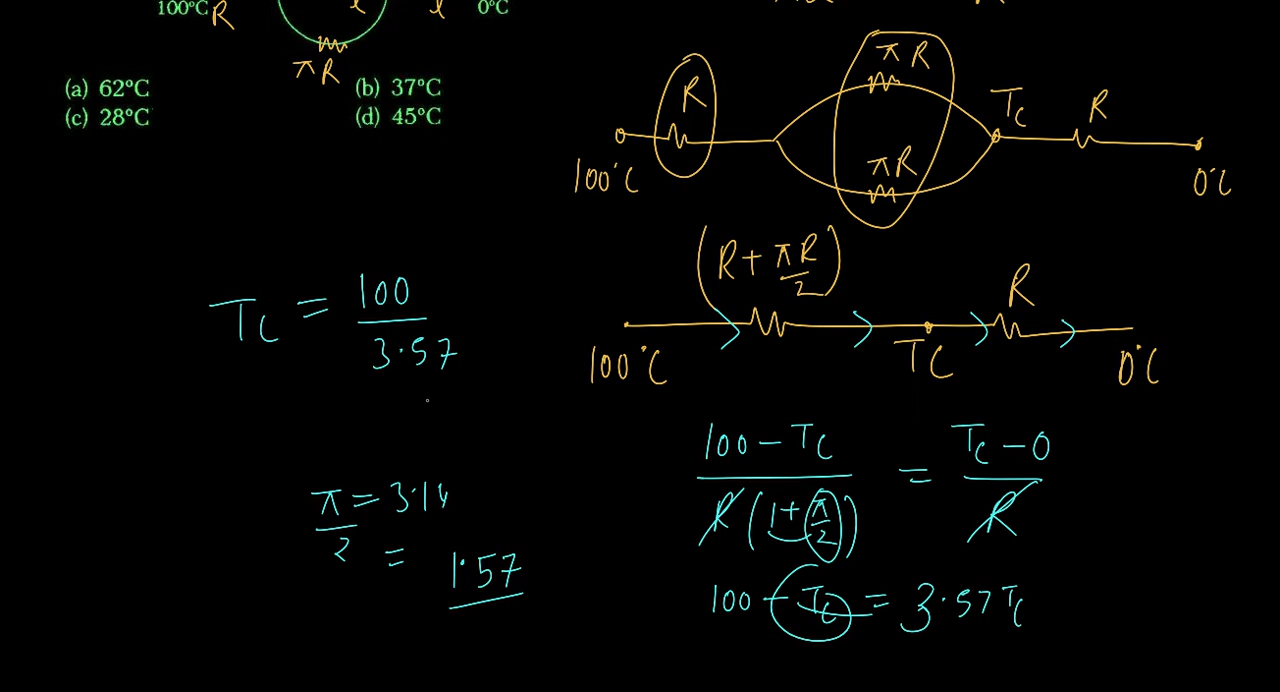 100°C R l l 0°C
πR
(a) 62°C (b) 37°C
(c) 28°C (d) 45°C
πR
R Tc R
πR
100°C 0°C
(R + πR/2) R
100°C Tc 0°C
Tc = 100/3.57
(100 - Tc)/(R(1 + π/2)) = (Tc - 0)/R
π/2 = 3.14
= 1.57
100 - Tc = 3.57 Tc